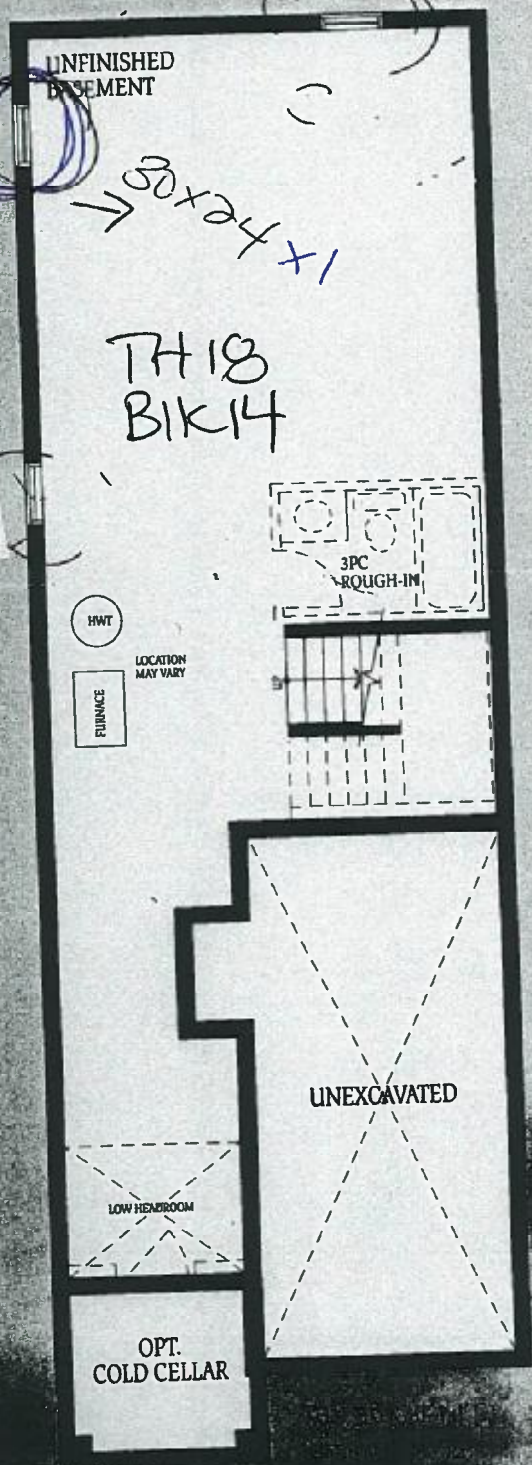 UNFINISHED
BASEMENT
→ 30x24 +1
TH18
BlK14
3PC
ROUGH-IN
HWT
LOCATION
MAY VARY
FURNACE
UP
UNEXCAVATED
LOW HEADROOM
OPT.
COLD CELLAR